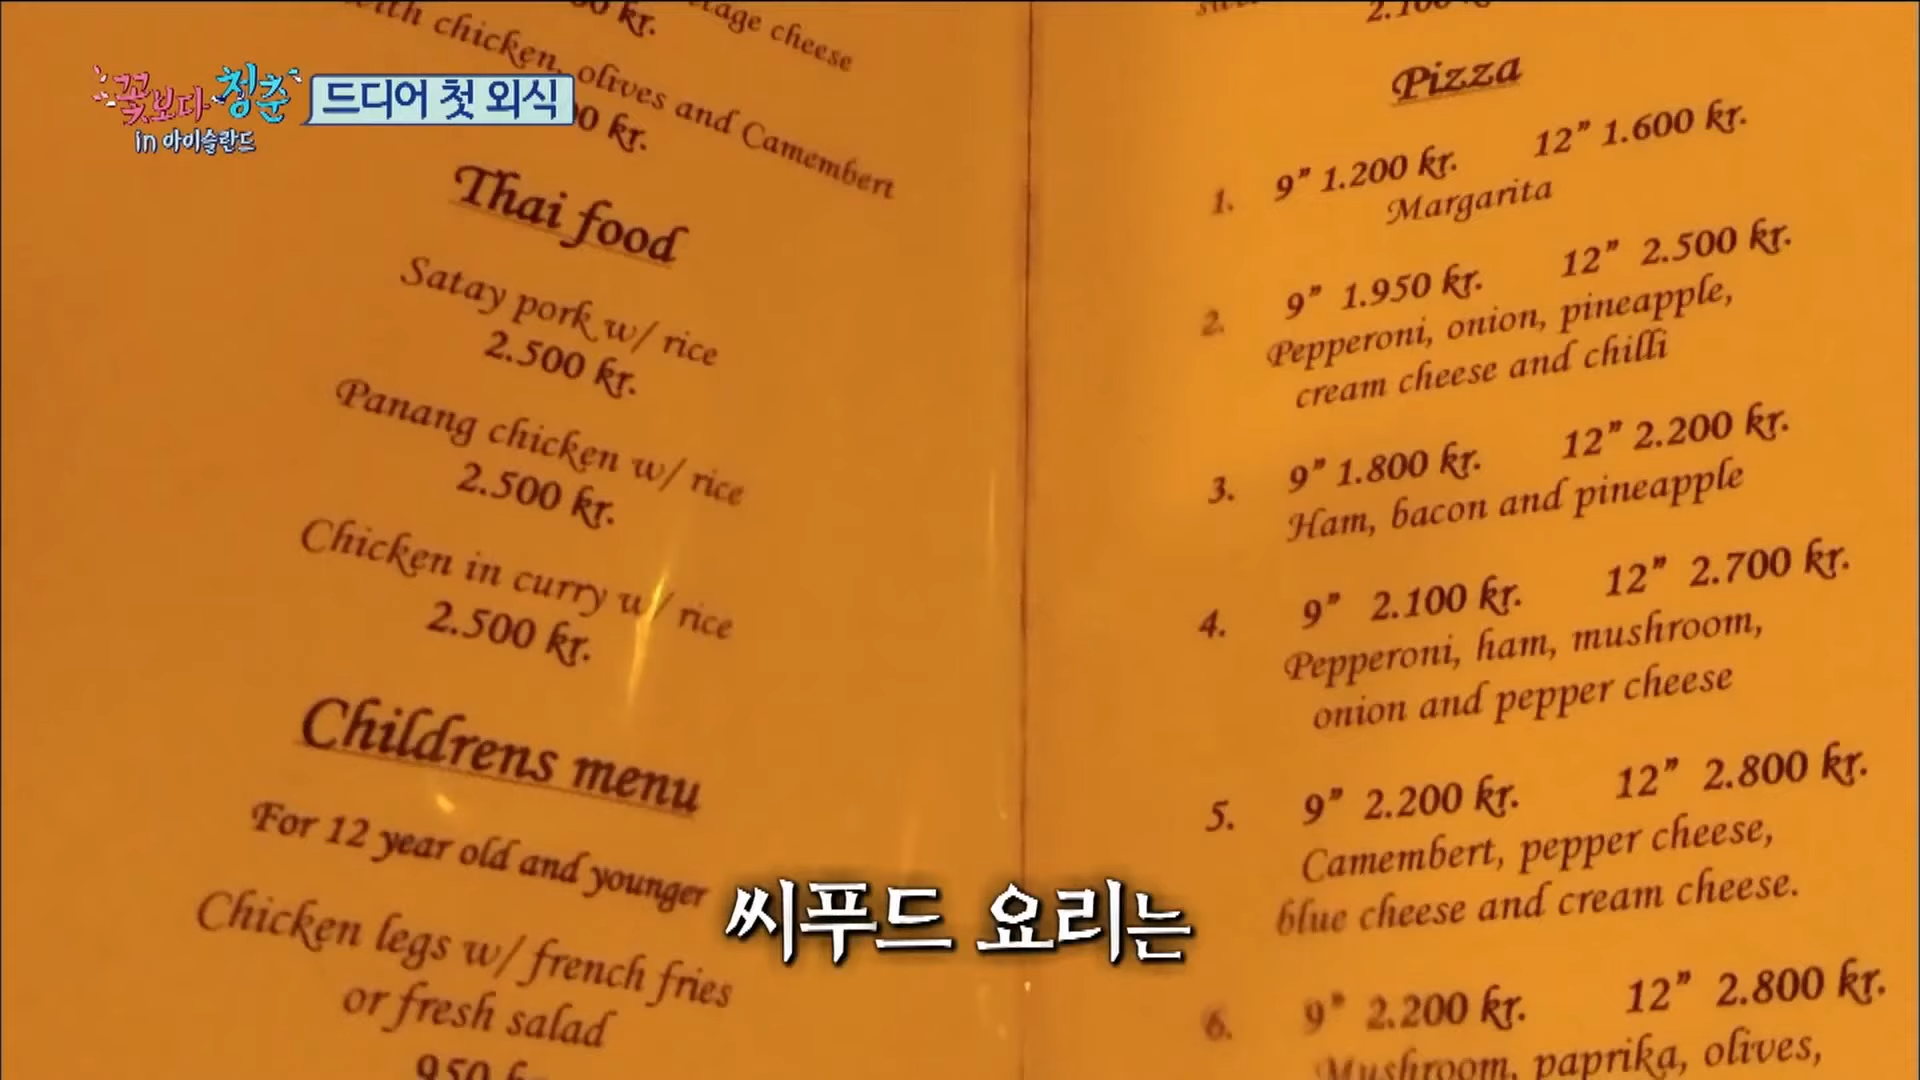 꽃보다 청춘
in 아이슬란드
드디어 첫 외식
cheese
with chicken, olives and Camembert
kr.
Thai food
Satay pork w/ rice
2.500 kr.
Panang chicken w/ rice
2.500 kr.
Chicken in curry w/ rice
2.500 kr.
Childrens menu
For 12 year old and younger
Chicken legs w/ french fries
or fresh salad
950
Pizza
1. 9” 1.200 kr. 12” 1.600 kr.
Margarita
2. 9” 1.950 kr. 12” 2.500 kr.
Pepperoni, onion, pineapple,
cream cheese and chilli
3. 9” 1.800 kr. 12” 2.200 kr.
Ham, bacon and pineapple
4. 9” 2.100 kr. 12” 2.700 kr.
Pepperoni, ham, mushroom,
onion and pepper cheese
5. 9” 2.200 kr. 12” 2.800 kr.
Camembert, pepper cheese,
blue cheese and cream cheese.
6. 9” 2.200 kr. 12” 2.800 kr.
Mushroom, paprika, olives,
씨푸드 요리는